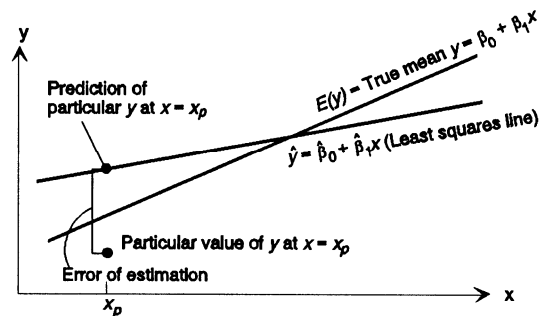 y
E(y) = True mean y = β₀ + β₁x
Prediction of
particular y at x = xₚ
ŷ = β̂₀ + β̂₁x (Least squares line)
Particular value of y at x = xₚ
Error of estimation
x
xₚ